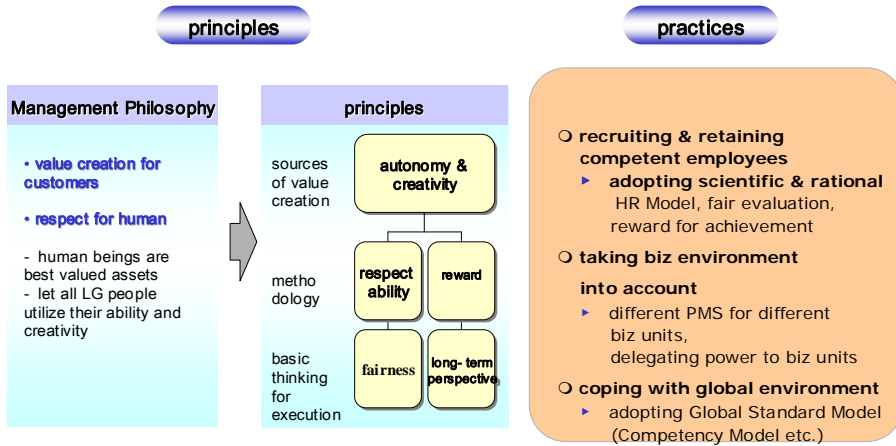 principles
practices
Management Philosophy
• value creation for
customers
• respect for human
- human beings are
best valued assets
- let all LG people
utilize their ability and
creativity
principles
sources
of value
creation
autonomy &
creativity
metho
dology
respect
ability
reward
basic
thinking
for
execution
fairness
long- term
perspective
recruiting & retaining
competent employees
adopting scientific & rational
HR Model, fair evaluation,
reward for achievement
taking biz environment
into account
different PMS for different
biz units,
delegating power to biz units
coping with global environment
adopting Global Standard Model
(Competency Model etc.)